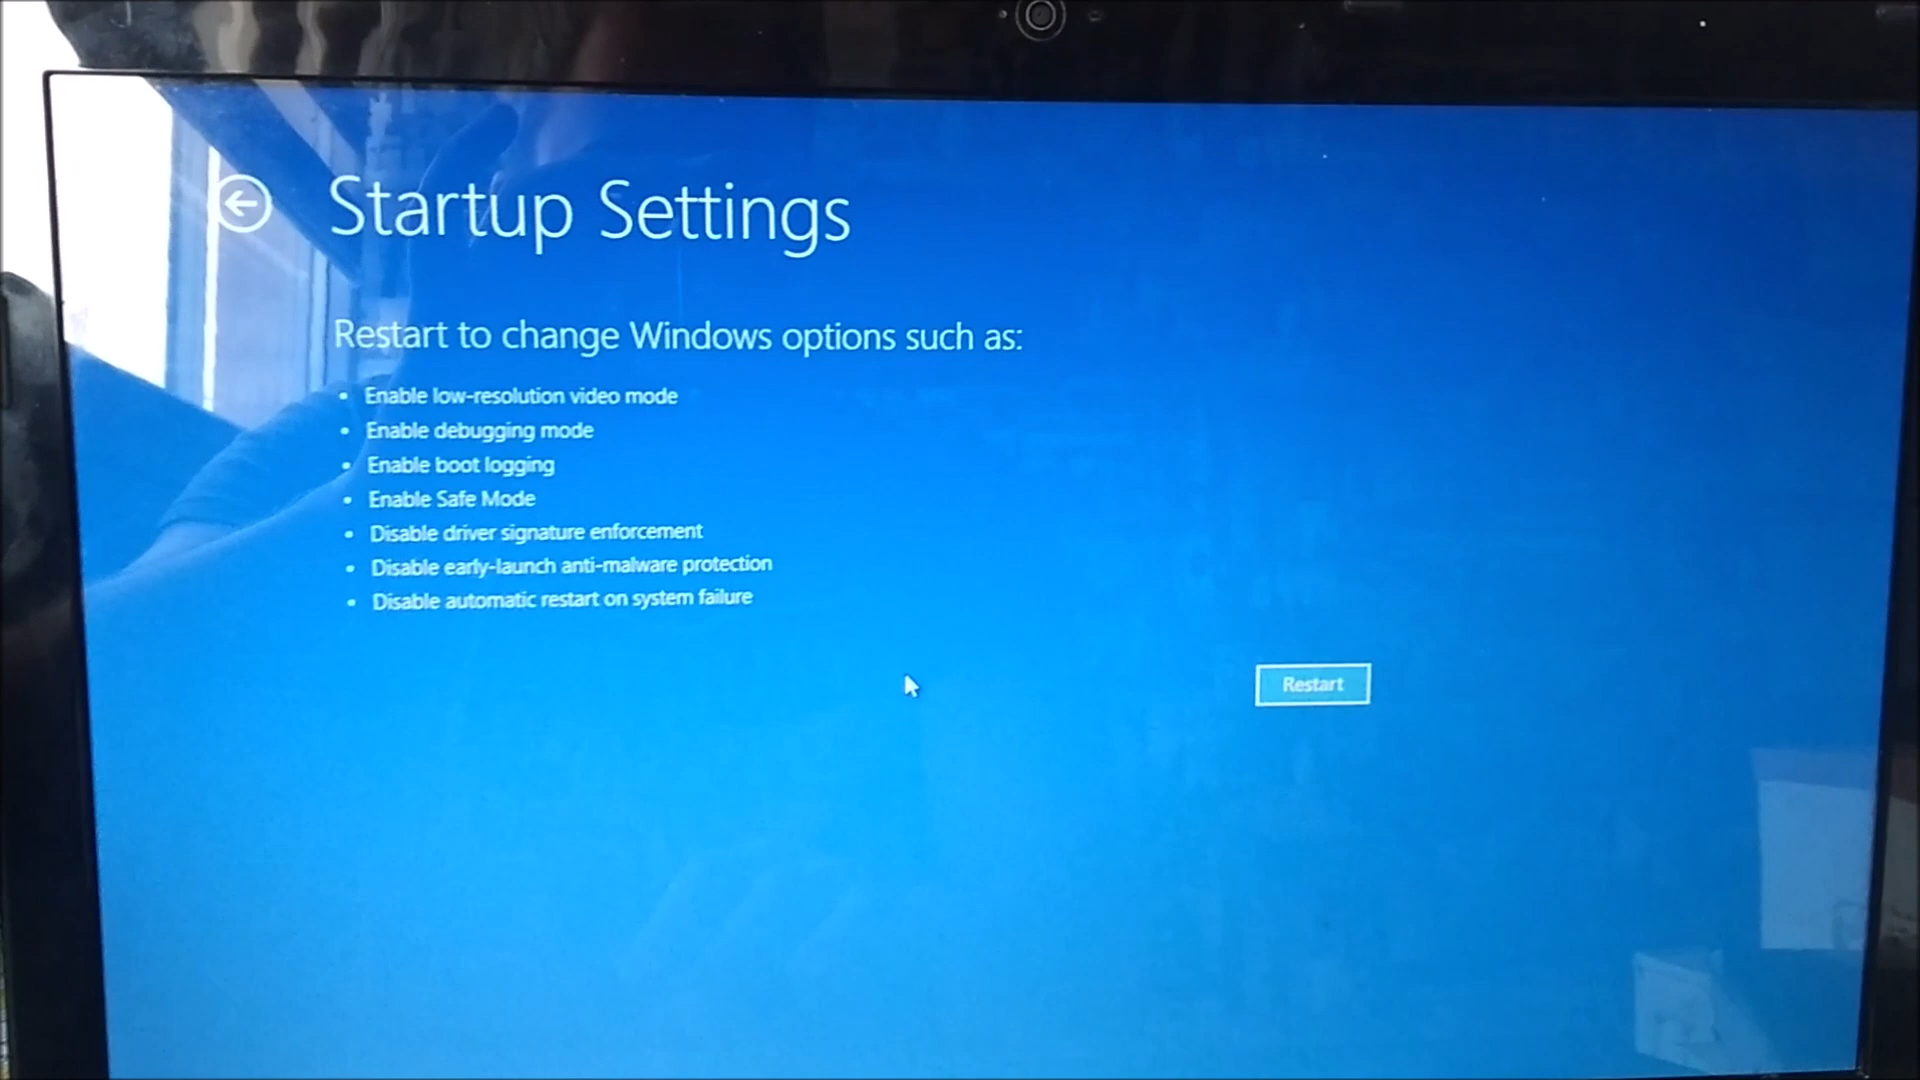 Startup Settings
Restart to change Windows options such as:
• Enable low-resolution video mode
• Enable debugging mode
• Enable boot logging
• Enable Safe Mode
• Disable driver signature enforcement
• Disable early-launch anti-malware protection
• Disable automatic restart on system failure
Restart